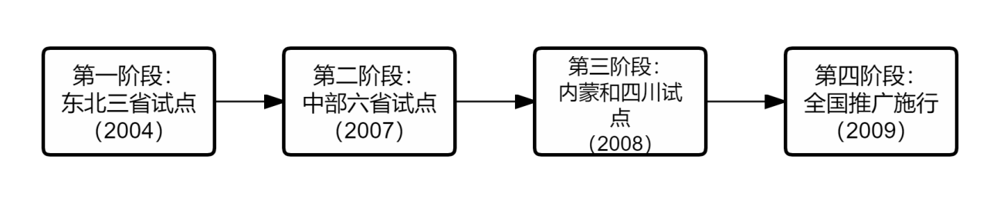 第一阶段：
东北三省试点
（2004）
第二阶段：
中部六省试点
（2007）
第三阶段：
内蒙和四川试
点
（2008）
第四阶段：
全国推广施行
（2009）